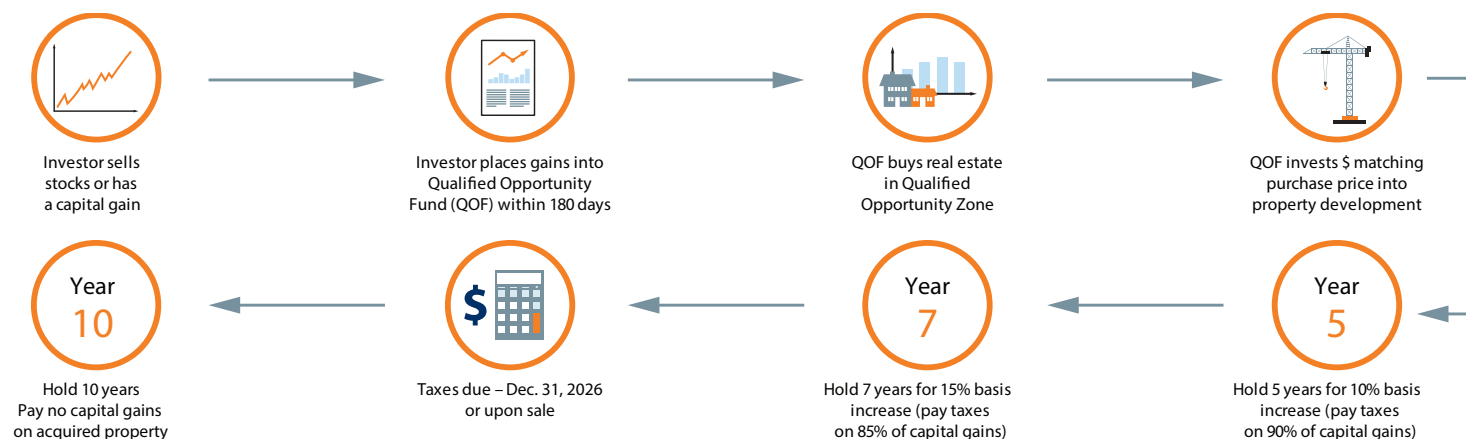 Investor sells
stocks or has
a capital gain
Investor places gains into
Qualified Opportunity
Fund (QOF) within 180 days
QOF buys real estate
in Qualified
Opportunity Zone
QOF invests $ matching
purchase price into
property development
Year
5
Hold 5 years for 10% basis
increase (pay taxes
on 90% of capital gains)
Year
7
Hold 7 years for 15% basis
increase (pay taxes
on 85% of capital gains)
$
Taxes due – Dec. 31, 2026
or upon sale
Year
10
Hold 10 years
Pay no capital gains
on acquired property